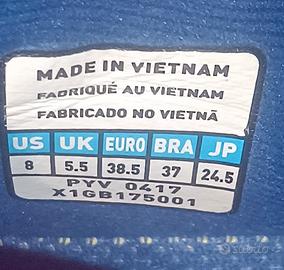 MADE IN VIETNAM
FABRIQUÉ AU VIETNAM
FABRICADO NO VIETNÃ
US UK EURO BRA JP
8 5.5 38.5 37 24.5
PYV 0417
X1GB175001
subito